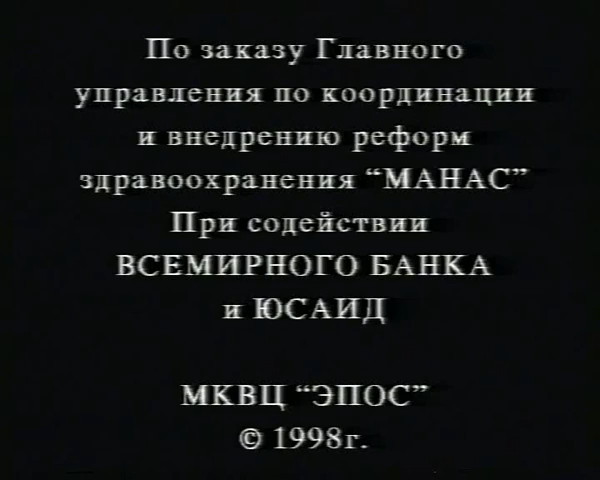 По заказу Главного
управления по координации
и внедрению реформ
здравоохранения “МАНАС”
При содействии
ВСЕМИРНОГО БАНКА
и ЮСАИД
МКВЦ “ЭПОС”
© 1998г.